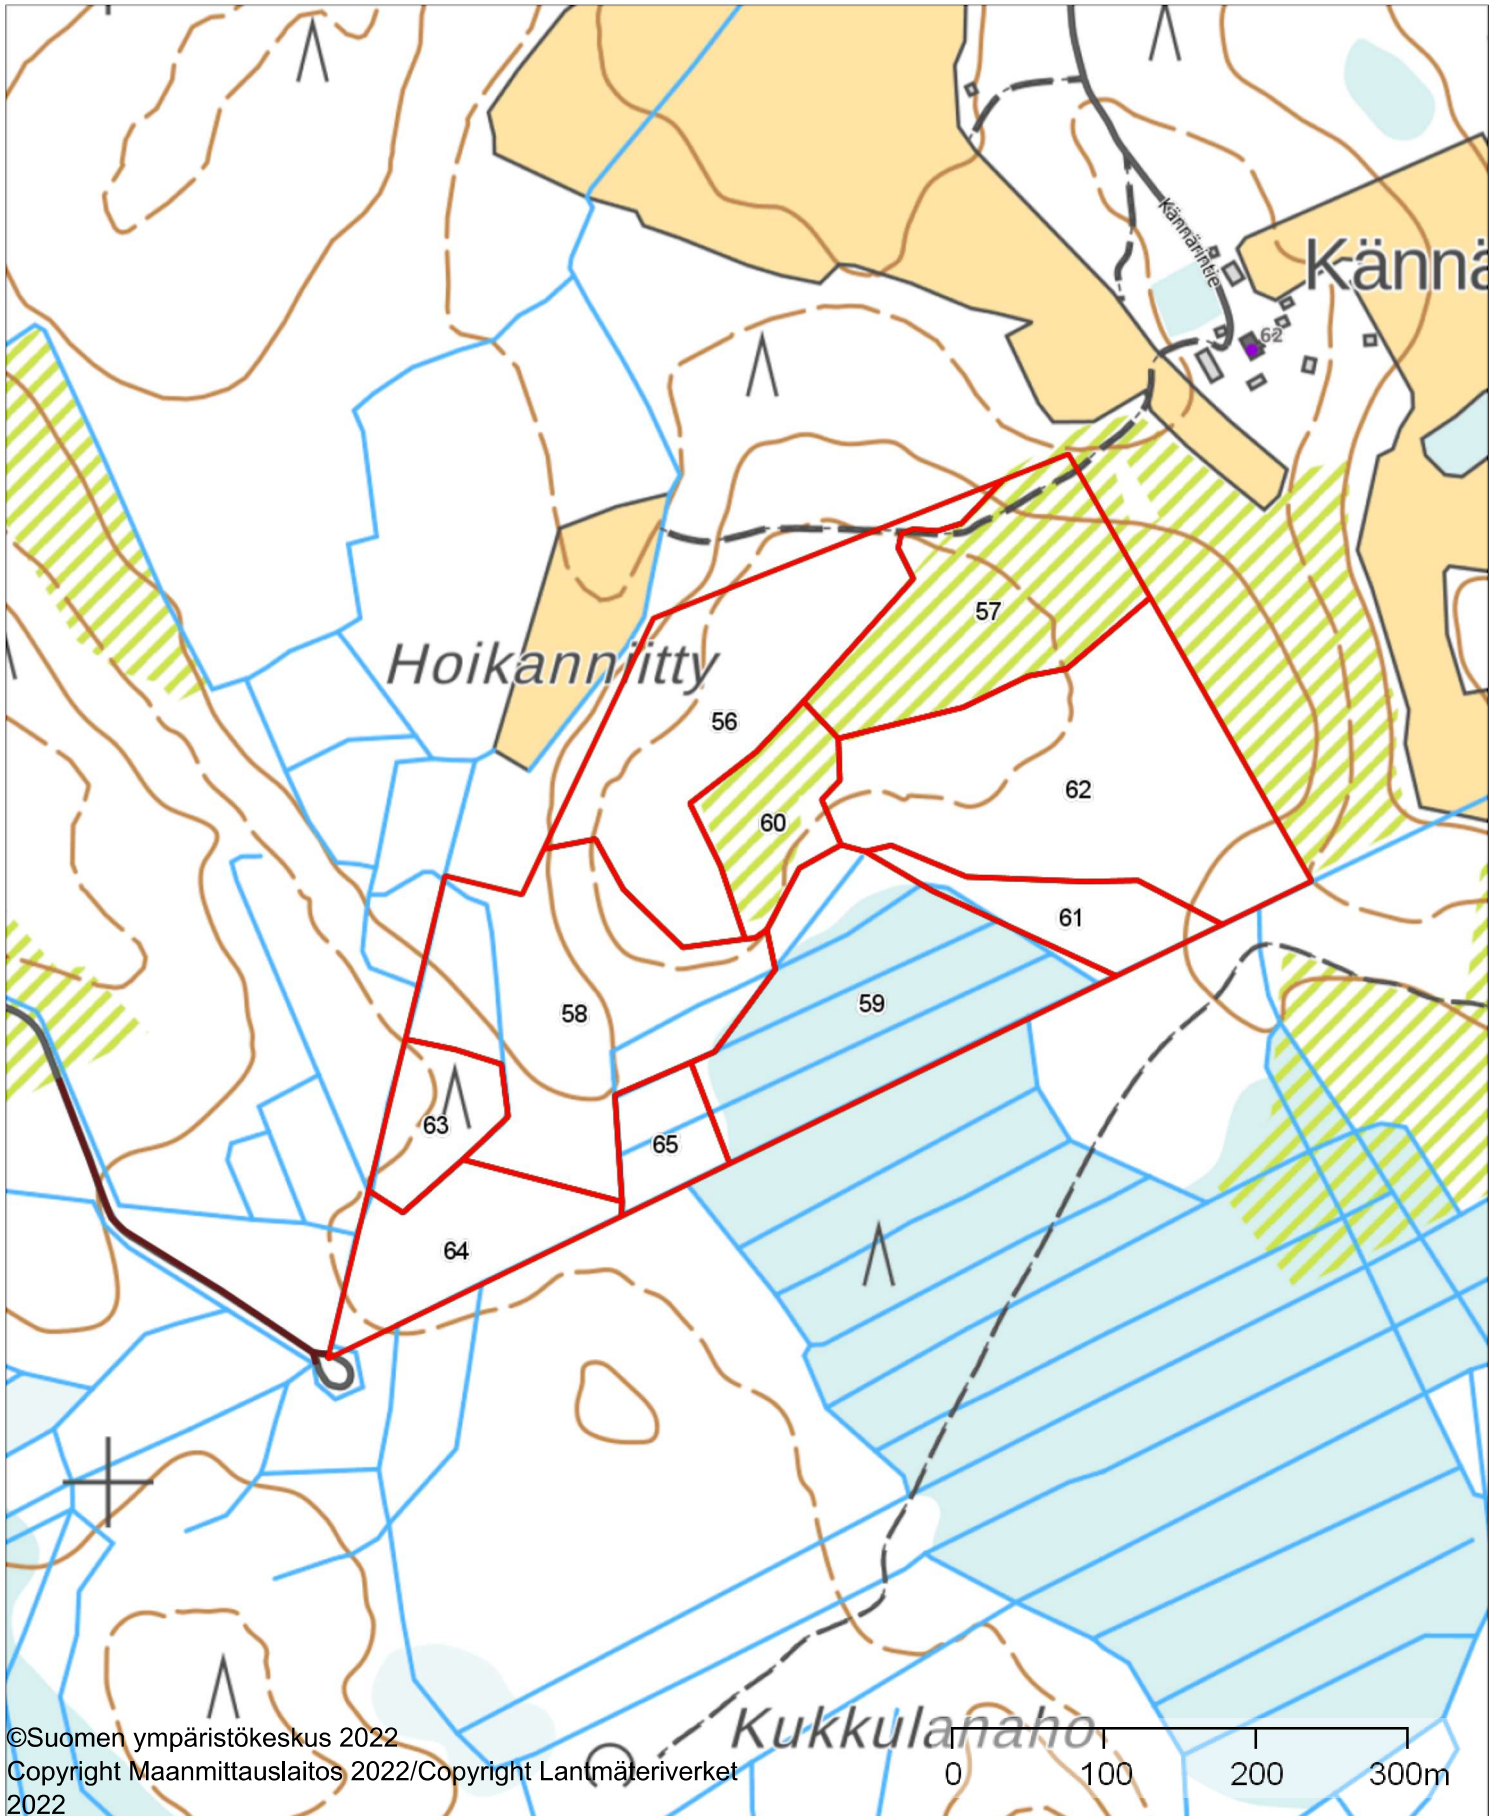 Kännärintie
Kännä
62
57
Hoikanniitty
56
62
60
61
59
58
63
65
64
Kukkulanaho
©Suomen ympäristökeskus 2022
Copyright Maanmittauslaitos 2022/Copyright Lantmäteriverket
2022
0 100 200 300m